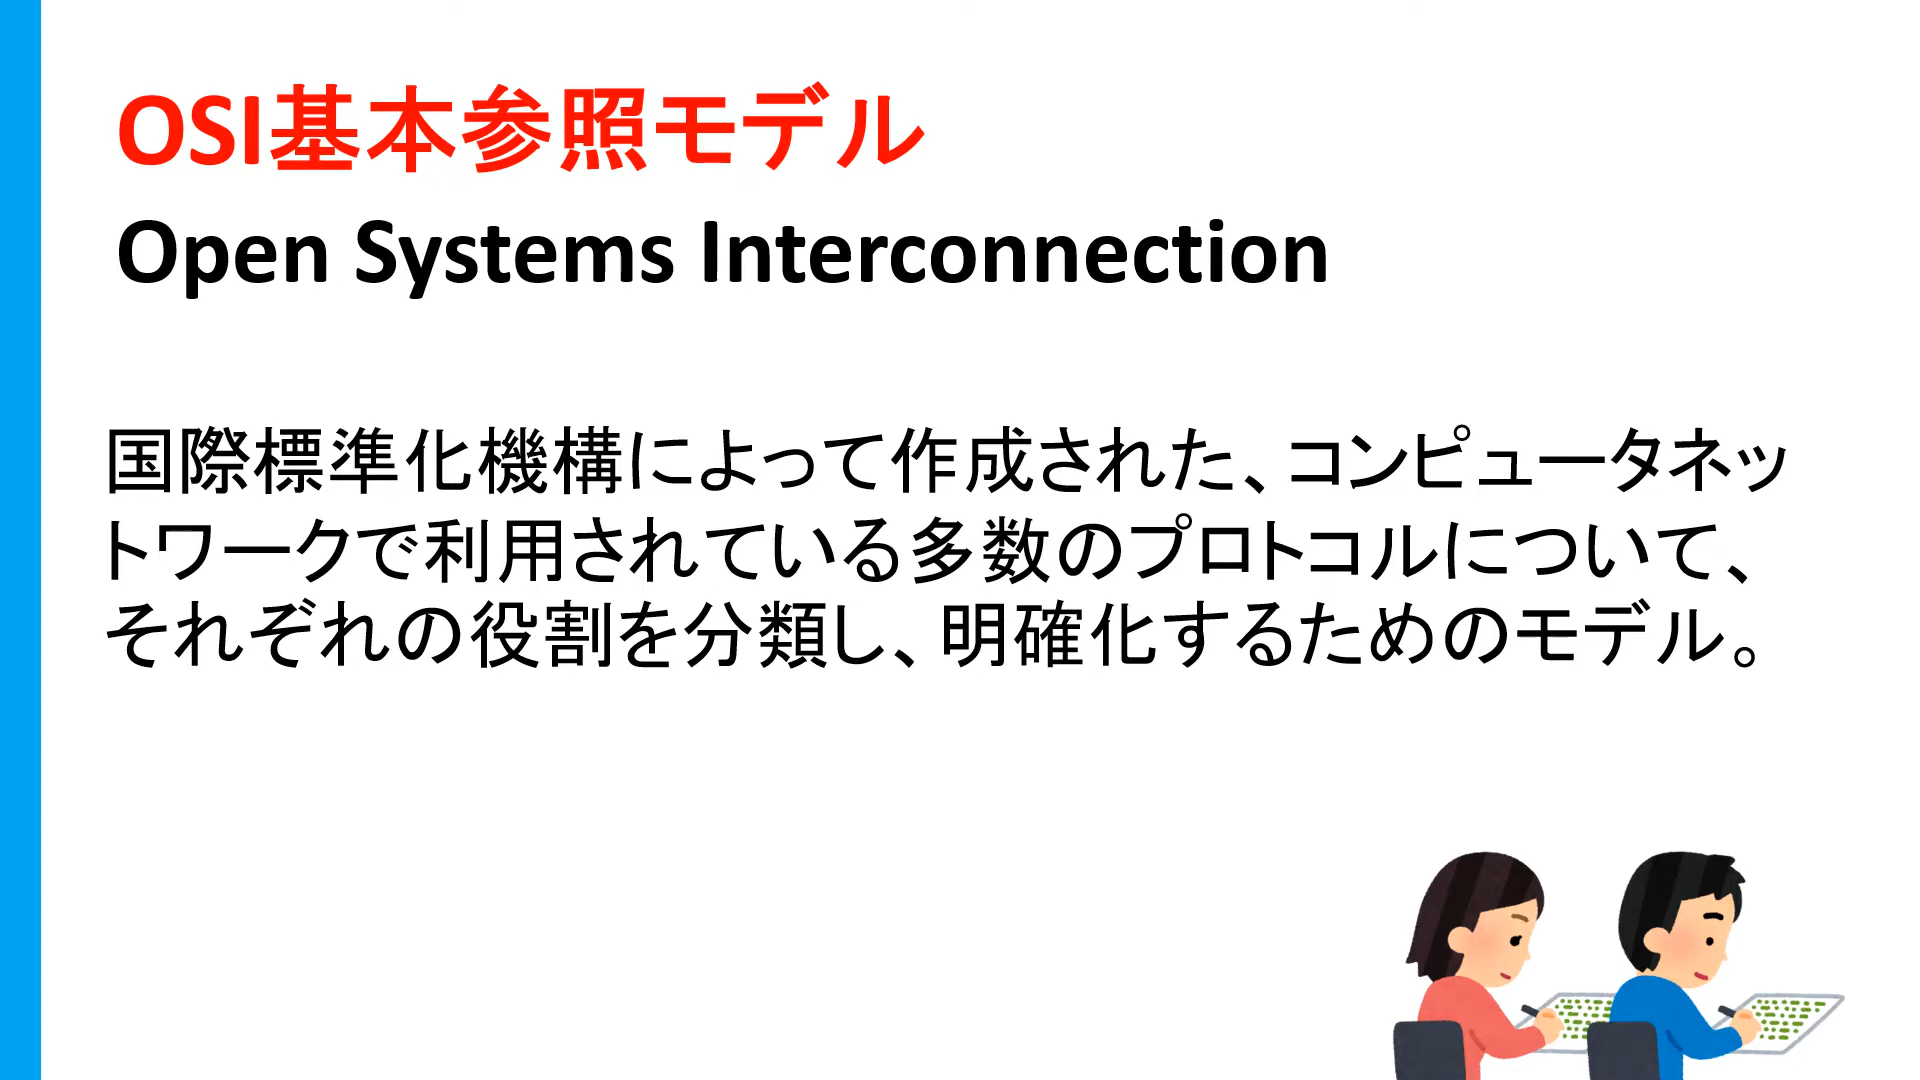 OSI基本参照モデル
Open Systems Interconnection
国際標準化機構によって作成された、コンピュータネッ
トワークで利用されている多数のプロトコルについて、
それぞれの役割を分類し、明確化するためのモデル。